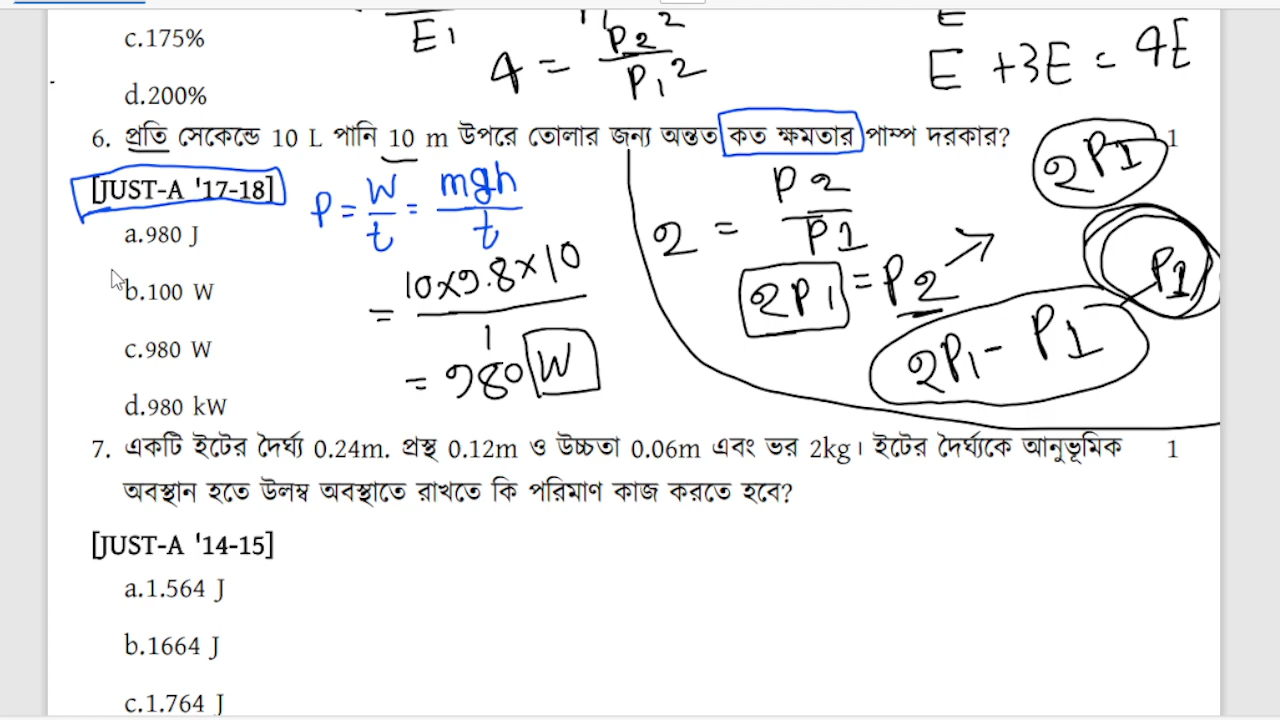 c.175%
E1
4 = P2² / P1²
E
E + 3E = 4E
d.200%
6. প্রতি সেকেন্ডে 10 L পানি 10 m উপরে তোলার জন্য অন্তত কত ক্ষমতার পাম্প দরকার? 1
[JUST-A '17-18]
P = W/t = mgh/t
2 = P2/P1
2P1
a.980 J
= 10×9.8×10 / 1
2P1 = P2 →
P1
b.100 W
c.980 W
= 980 W
2P1 - P1
d.980 kW
7. একটি ইটের দৈর্ঘ্য 0.24m. প্রস্থ 0.12m ও উচ্চতা 0.06m এবং ভর 2kg। ইটের দৈর্ঘ্যকে আনুভূমিক 1
অবস্থান হতে উলম্ব অবস্থাতে রাখতে কি পরিমাণ কাজ করতে হবে?
[JUST-A '14-15]
a.1.564 J
b.1664 J
c.1.764 J